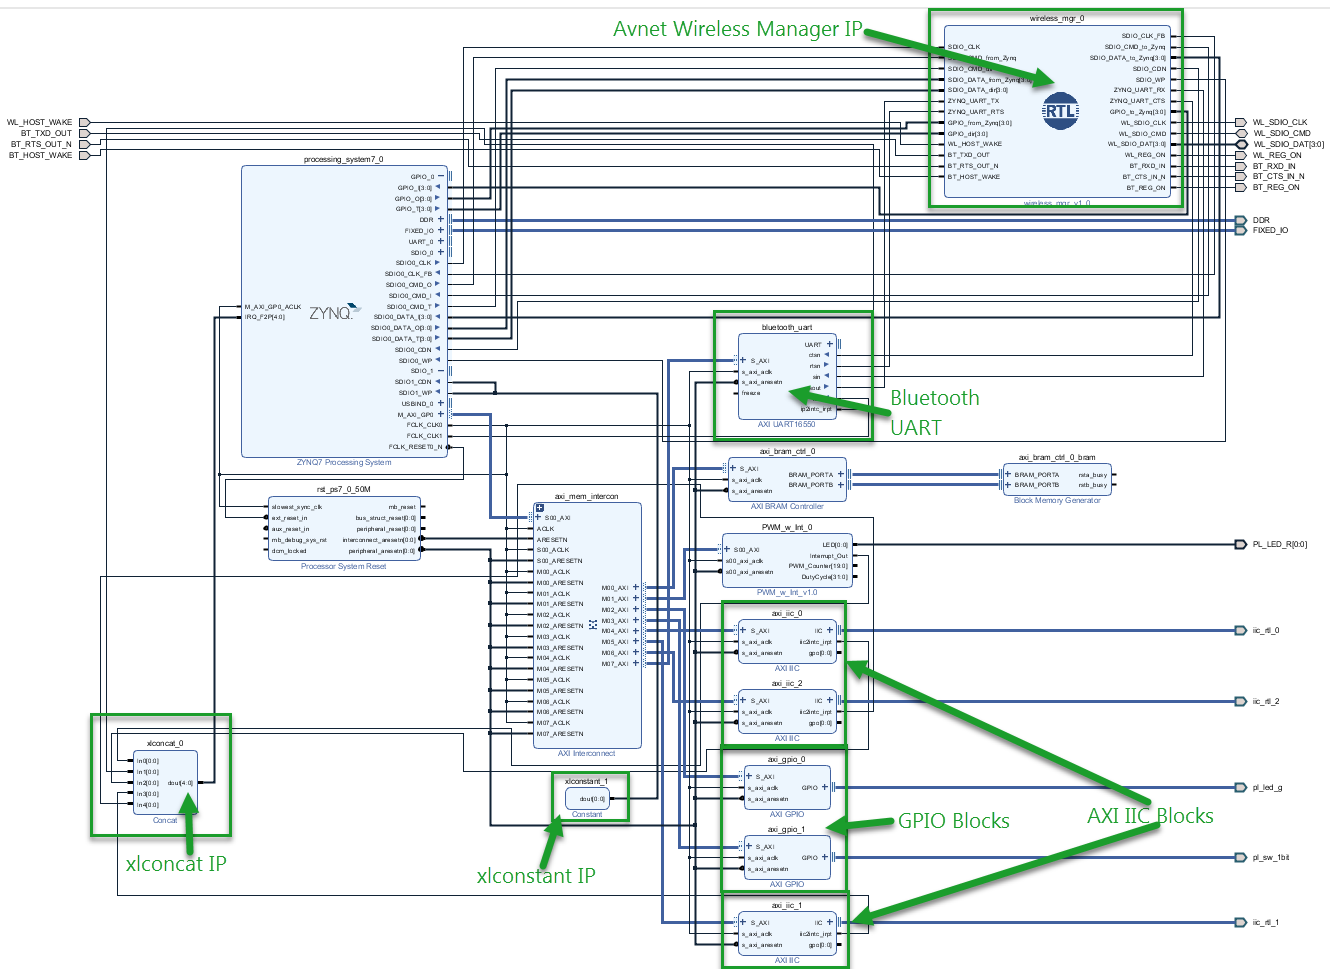 Avnet Wireless Manager IP
wireless_mgr_0
SDIO_CLK
SDIO_DATA_from_Zynq[3:0]
SDIO_DATA_dir[3:0]
ZYNQ_UART_TX
ZYNQ_UART_RTS
GPIO_from_Zynq[3:0]
GPIO_dir[3:0]
WL_HOST_WAKE
BT_TXD_OUT
BT_RTS_OUT_N
BT_HOST_WAKE
SDIO_CLK_FB
SDIO_CMD_to_Zynq
SDIO_DATA_to_Zynq[3:0]
SDIO_CDN
SDIO_WP
ZYNQ_UART_RX
ZYNQ_UART_CTS
GPIO_to_Zynq[3:0]
WL_SDIO_CLK
WL_SDIO_CMD
WL_SDIO_DAT[3:0]
WL_REG_ON
BT_RXD_IN
BT_CTS_IN_N
BT_REG_ON
RTL
wireless_mgr_v1_0
WL_HOST_WAKE
BT_TXD_OUT
BT_RTS_OUT_N
BT_HOST_WAKE
WL_SDIO_CLK
WL_SDIO_CMD
WL_SDIO_DAT[3:0]
WL_REG_ON
BT_RXD_IN
BT_CTS_IN_N
BT_REG_ON
DDR
FIXED_IO
processing_system7_0
GPIO_0
GPIO_I[3:0]
GPIO_O[3:0]
GPIO_T[3:0]
DDR
FIXED_IO
UART_0
SDIO_0
SDIO0_CLK
SDIO0_CLK_FB
SDIO0_CMD_O
SDIO0_CMD_I
SDIO0_CMD_T
SDIO0_DATA_I[3:0]
SDIO0_DATA_O[3:0]
SDIO0_DATA_T[3:0]
SDIO0_CDN
SDIO0_WP
SDIO_1
SDIO1_CDN
SDIO1_WP
USBIND_0
M_AXI_GP0
FCLK_CLK0
FCLK_CLK1
FCLK_RESET0_N
M_AXI_GP0_ACLK
IRQ_F2P[4:0]
ZYNQ
ZYNQ7 Processing System
bluetooth_uart
S_AXI
s_axi_aclk
s_axi_aresetn
freeze
UART
ctsn
rtsn
sin
ip2intc_irpt
AXI UART16550
Bluetooth
UART
axi_bram_ctrl_0
S_AXI
s_axi_aclk
s_axi_aresetn
BRAM_PORTA
BRAM_PORTB
AXI BRAM Controller
axi_bram_ctrl_0_bram
BRAM_PORTA
BRAM_PORTB
rsta_busy
rstb_busy
Block Memory Generator
rst_ps7_0_50M
slowest_sync_clk
ext_reset_in
aux_reset_in
mb_debug_sys_rst
dcm_locked
mb_reset
bus_struct_reset[0:0]
peripheral_reset[0:0]
interconnect_aresetn[0:0]
peripheral_aresetn[0:0]
Processor System Reset
axi_mem_intercon
S00_AXI
ACLK
ARESETN
S00_ACLK
S00_ARESETN
M00_ACLK
M00_ARESETN
M01_ACLK
M01_ARESETN
M02_ACLK
M02_ARESETN
M03_ACLK
M03_ARESETN
M04_ACLK
M04_ARESETN
M05_ACLK
M05_ARESETN
M06_ACLK
M06_ARESETN
M07_ACLK
M07_ARESETN
M00_AXI
M01_AXI
M02_AXI
M03_AXI
M04_AXI
M05_AXI
M06_AXI
M07_AXI
AXI Interconnect
PWM_w_Int_0
S00_AXI
s00_axi_aclk
s00_axi_aresetn
LED[0:0]
Interrupt_Out
PWM_Counter[19:0]
DutyCycle[31:0]
PWM_w_Int_v1.0
PL_LED_R[0:0]
axi_iic_0
S_AXI
s_axi_aclk
s_axi_aresetn
IIC
iic2intc_irpt
gpo[0:0]
AXI IIC
iic_rtl_0
axi_iic_2
S_AXI
s_axi_aclk
s_axi_aresetn
IIC
iic2intc_irpt
gpo[0:0]
AXI IIC
iic_rtl_2
xlconcat_0
In0[0:0]
In1[0:0]
In2[0:0]
In3[0:0]
In4[0:0]
dout[4:0]
Concat
xlconcat IP
xlconstant_1
dout[0:0]
Constant
xlconstant IP
axi_gpio_0
S_AXI
s_axi_aclk
s_axi_aresetn
GPIO
AXI GPIO
pl_led_g
axi_gpio_1
S_AXI
s_axi_aclk
s_axi_aresetn
GPIO
AXI GPIO
pl_sw_1bit
GPIO Blocks
AXI IIC Blocks
axi_iic_1
S_AXI
s_axi_aclk
s_axi_aresetn
IIC
iic2intc_irpt
gpo[0:0]
AXI IIC
iic_rtl_1